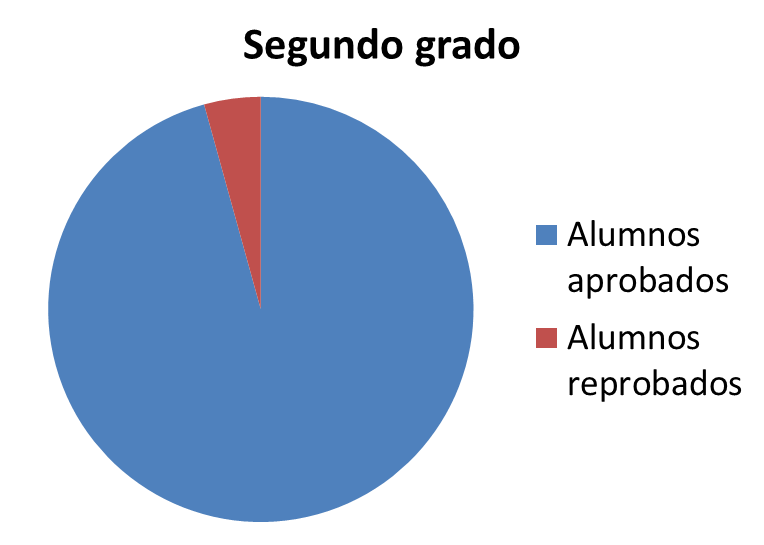 Segundo grado
Alumnos
aprobados
Alumnos
reprobados